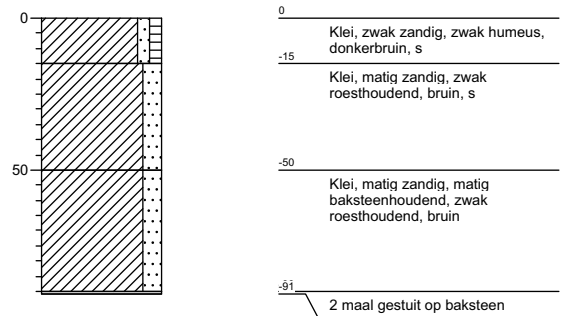 0
0
Klei, zwak zandig, zwak humeus,
donkerbruin, s
-15
Klei, matig zandig, zwak
roesthoudend, bruin, s
50
-50
Klei, matig zandig, matig
baksteenhoudend, zwak
roesthoudend, bruin
-91
2 maal gestuit op baksteen